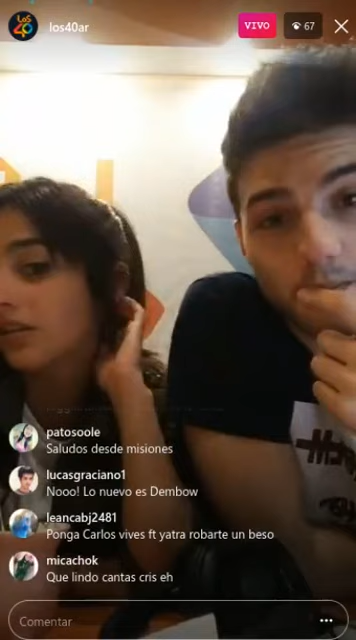 LOS
40
los40ar
VIVO
67
patosoole
Saludos desde misiones
lucasgraciano1
Nooo! Lo nuevo es Dembow
leancabj2481
Ponga Carlos vives ft yatra robarte un beso
micachok
Que lindo cantas cris eh
Comentar